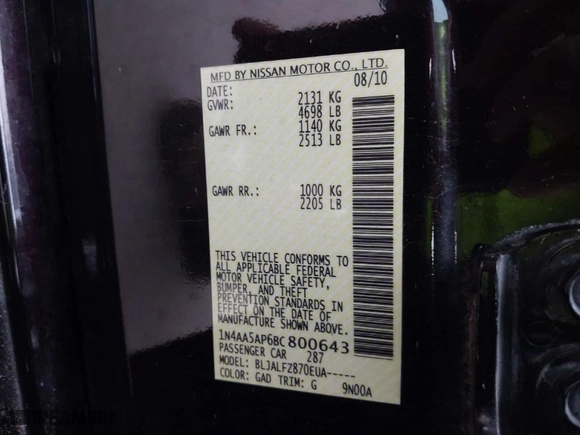 MFD BY NISSAN MOTOR CO., LTD.
DATE: 08/10
GVWR: 2131 KG
4698 LB
GAWR FR.: 1140 KG
2513 LB
GAWR RR.: 1000 KG
2205 LB
THIS VEHICLE CONFORMS TO
ALL APPLICABLE FEDERAL
MOTOR VEHICLE SAFETY,
BUMPER, AND THEFT
PREVENTION STANDARDS IN
EFFECT ON THE DATE OF
MANUFACTURE SHOWN ABOVE.
1N4AA5AP6BC800643
PASSENGER CAR 287
MODEL: BLJALFZ870EUA-----
COLOR: GAD TRIM: G 9N00A